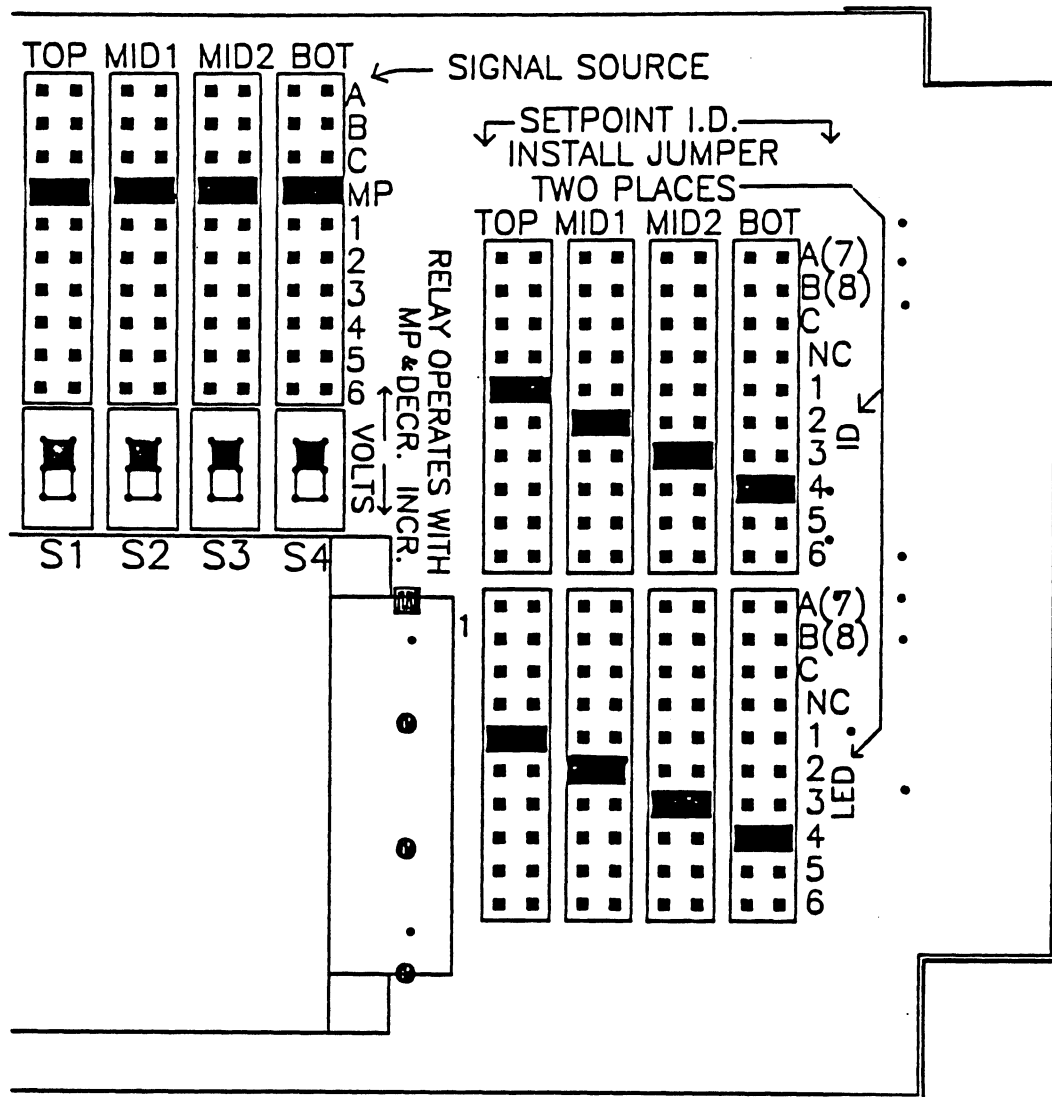 TOP MID1 MID2 BOT
SIGNAL SOURCE
A
B
C
MP
1
2
3
4
5
6
VOLTS
S1 S2 S3 S4
RELAY OPERATES WITH
MP & DECR. INCR.
1
SETPOINT I.D.
INSTALL JUMPER
TWO PLACES
TOP MID1 MID2 BOT
A(7)
B(8)
C
NC
1
2
3
4
5
6
ID
A(7)
B(8)
C
NC
1
2
3
4
5
6
LED